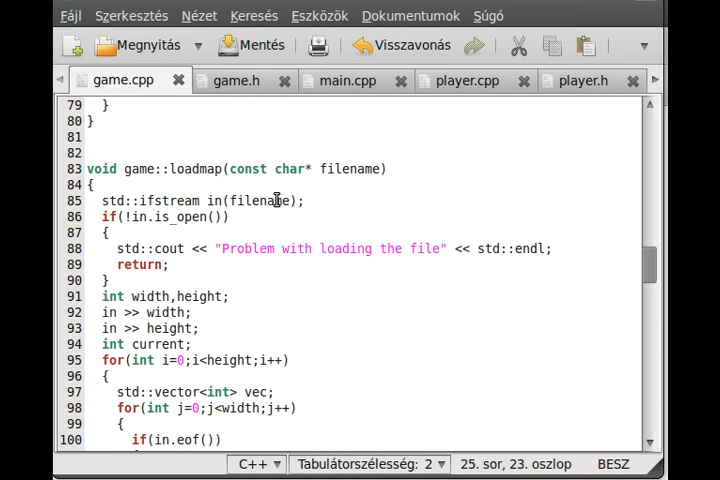 Fájl Szerkesztés Nézet Keresés Eszközök Dokumentumok Súgó
Megnyitás Mentés Visszavonás
game.cpp game.h main.cpp player.cpp player.h
79 }
80 }
81
82
83 void game::loadmap(const char* filename)
84 {
85 std::ifstream in(filename);
86 if(!in.is_open())
87 {
88 std::cout << "Problem with loading the file" << std::endl;
89 return;
90 }
91 int width,height;
92 in >> width;
93 in >> height;
94 int current;
95 for(int i=0;i<height;i++)
96 {
97 std::vector<int> vec;
98 for(int j=0;j<width;j++)
99 {
100 if(in.eof())
C++ Tabulátorszélesség: 2 25. sor, 23. oszlop BESZ